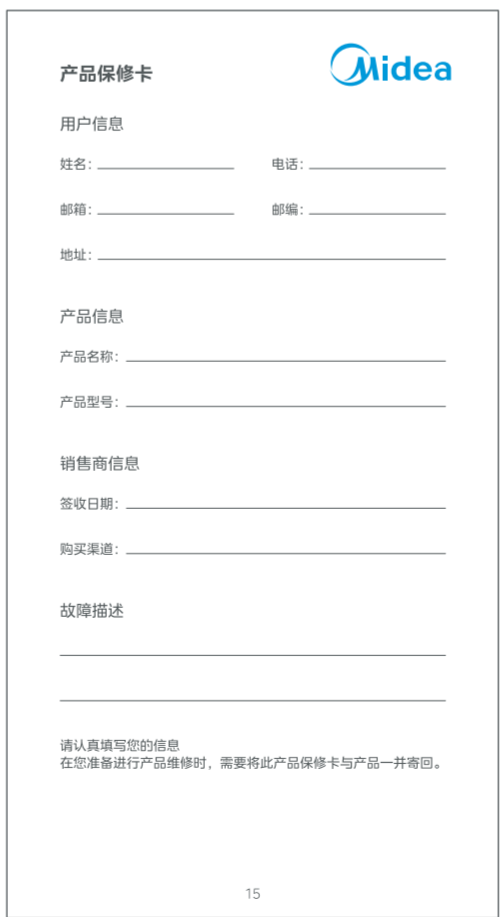 产品保修卡
Midea
用户信息
姓名：
电话：
邮箱：
邮编：
地址：
产品信息
产品名称：
产品型号：
销售商信息
签收日期：
购买渠道：
故障描述
请认真填写您的信息
在您准备进行产品维修时，需要将此产品保修卡与产品一并寄回。
15